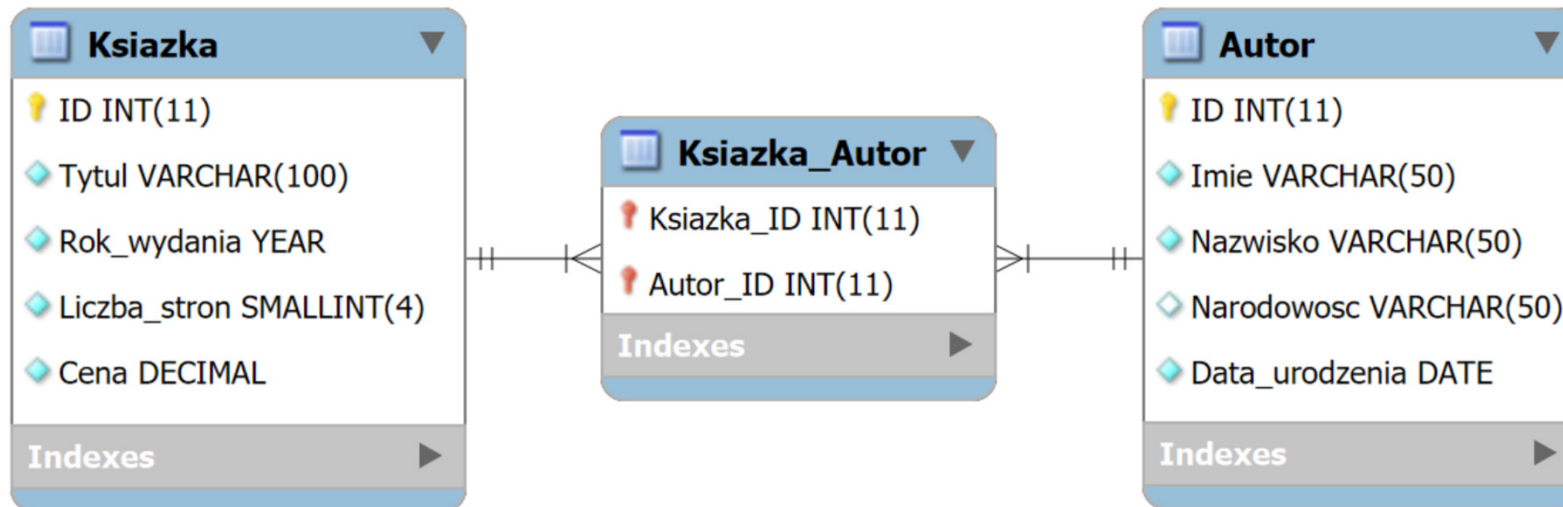 Ksiazka
ID INT(11)
Tytul VARCHAR(100)
Rok_wydania YEAR
Liczba_stron SMALLINT(4)
Cena DECIMAL
Indexes
Ksiazka_Autor
Ksiazka_ID INT(11)
Autor_ID INT(11)
Indexes
Autor
ID INT(11)
Imie VARCHAR(50)
Nazwisko VARCHAR(50)
Narodowosc VARCHAR(50)
Data_urodzenia DATE
Indexes